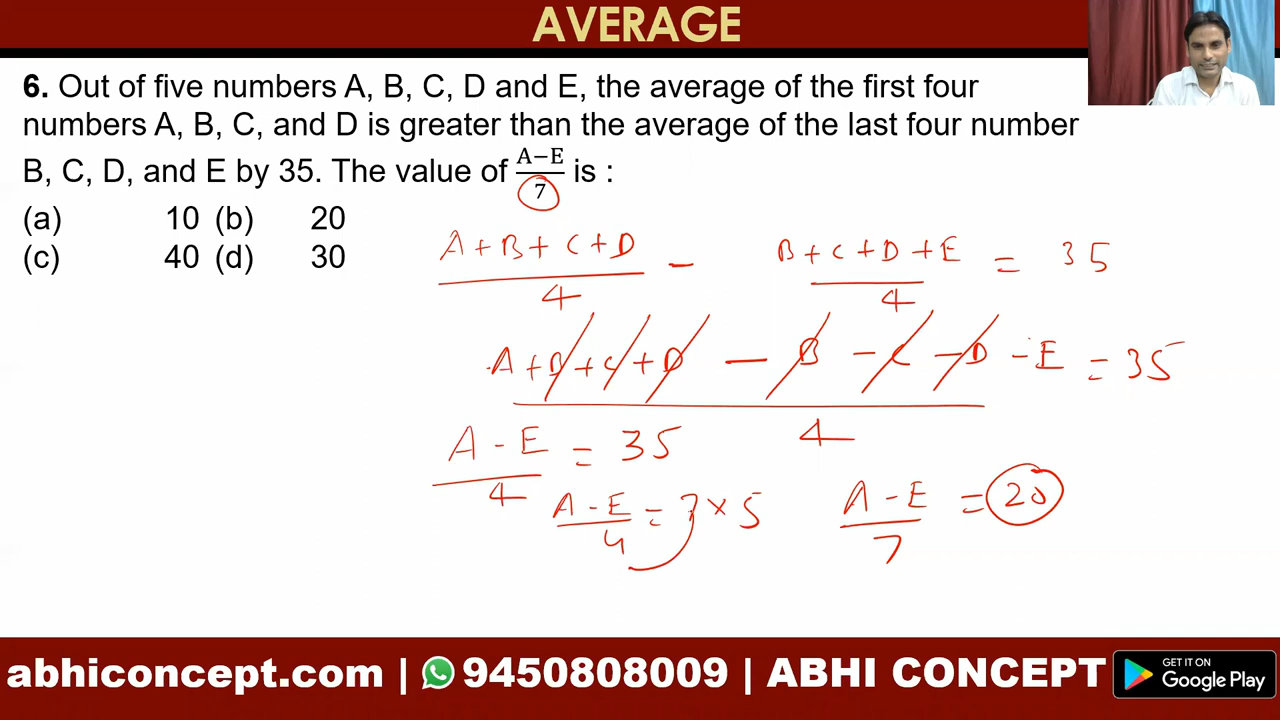 AVERAGE
6. Out of five numbers A, B, C, D and E, the average of the first four
numbers A, B, C, and D is greater than the average of the last four number
B, C, D, and E by 35. The value of (A−E)/7 is :
(a) 10 (b) 20
(c) 40 (d) 30
(A+B+C+D)/4 − (B+C+D+E)/4 = 35
(A+B+C+D − B − C − D − E)/4 = 35
(A-E)/4 = 35
(A-E)/4 = 7×5 (A-E)/7 = 20
abhiconcept.com | 9450808009 | ABHI CONCEPT GET IT ON Google Play